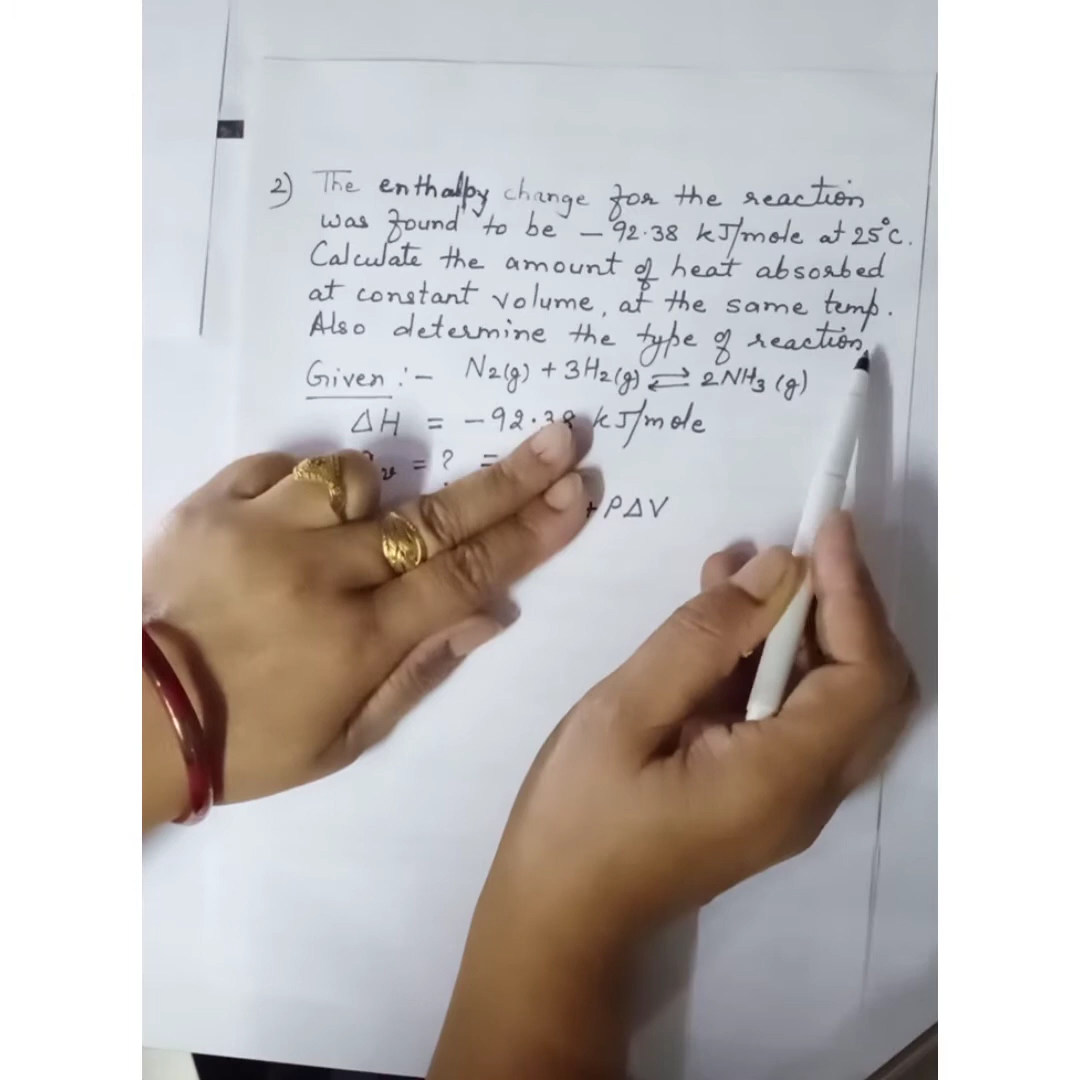 2) The enthalpy change for the reaction
was found to be – 92.38 kJ/mole at 25°C.
Calculate the amount of heat absorbed
at constant volume, at the same temp.
Also determine the type of reaction.
Given :– N2(g) + 3H2(g) ⇌ 2NH3 (g)
ΔH = –92.38 kJ/mole
v = ? =
+ PΔV